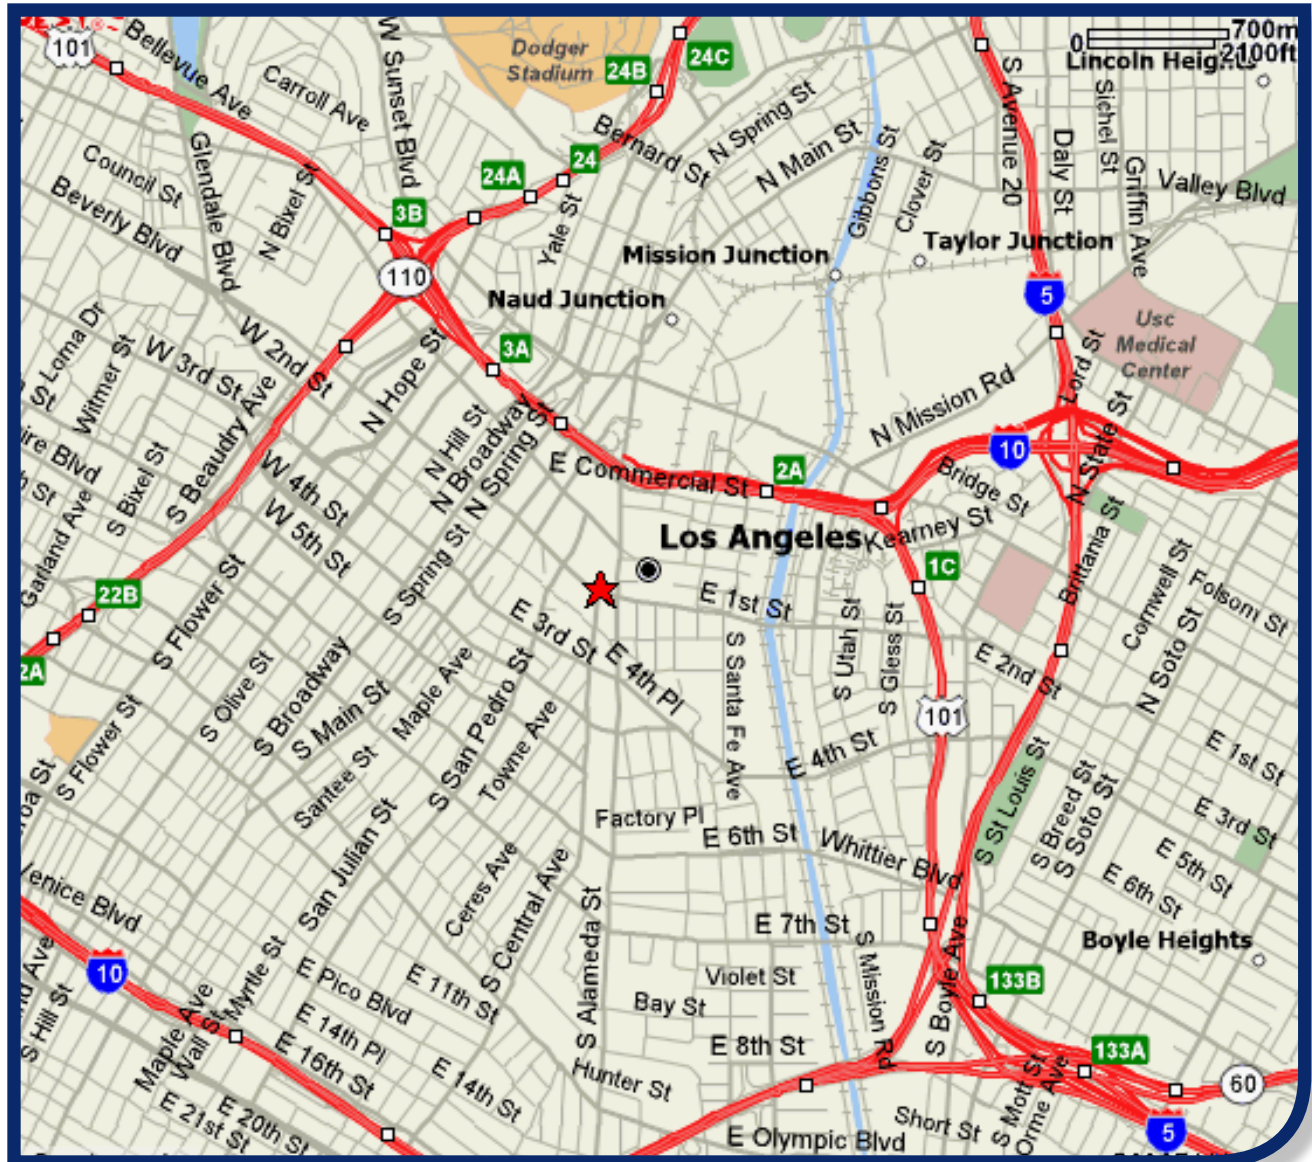 101
Bellevue Ave
Carroll Ave
W Sunset Blvd
Dodger
Stadium
24B
24C
700m
0
2100ft
Lincoln Heights
Bernard St
N Spring St
N Main St
Gibbons St
Clover St
S Avenue 20
Daly St
Sichel St
Griffin Ave
Valley Blvd
Council St
Beverly Blvd
Glendale Blvd
N Bixel St
24A
24
3B
Yale St
110
Mission Junction
Taylor Junction
Naud Junction
5
Usc
Medical
Center
Loma Dr
St
Witmer St
W 3rd St
W 2nd St
S Beaudry Ave
N Hope St
3A
Lord St
N Mission Rd
N State St
10
N Hill St
N Broadway
N Spring St
E Commercial St
2A
Bridge St
Kearney St
ire Blvd
h St
Garland Ave
S Bixel St
W 4th St
W 5th St
S Spring St
Los Angeles
1C
Brittania St
Cornwell St
Folsom St
22B
2A
S Flower St
E 1st St
E 3rd St
E 4th Pl
S Utah St
S Gless St
E 2nd St
N Soto St
S Olive St
S Broadway
S Main St
Maple Ave
S San Pedro St
Towne Ave
S Santa Fe Ave
E 4th St
101
E 1st St
S Flower St
Santee St
San Julian St
Factory Pl
E 6th St
Whittier Blvd
S St Louis St
S Breed St
S Soto St
E 3rd St
E 5th St
E 6th St
Venice Blvd
Ceres Ave
S Central Ave
S Alameda St
E 7th St
S Mission Rd
S Boyle Ave
Boyle Heights
10
S Hill St
Myrtle St
E Pico Blvd
E 11th St
Violet St
Bay St
133B
Maple Ave
Wall St
E 14th Pl
E 16th St
E 14th St
E 8th St
Hunter St
133A
60
S Mott St
Orme Ave
E 21st St
E 20th St
E Olympic Blvd
Short St
5